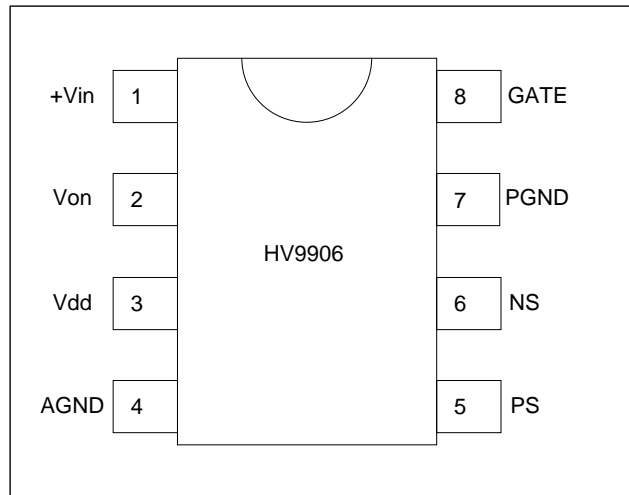 +Vin 1 8 GATE
Von 2 7 PGND
HV9906
Vdd 3 6 NS
AGND 4 5 PS